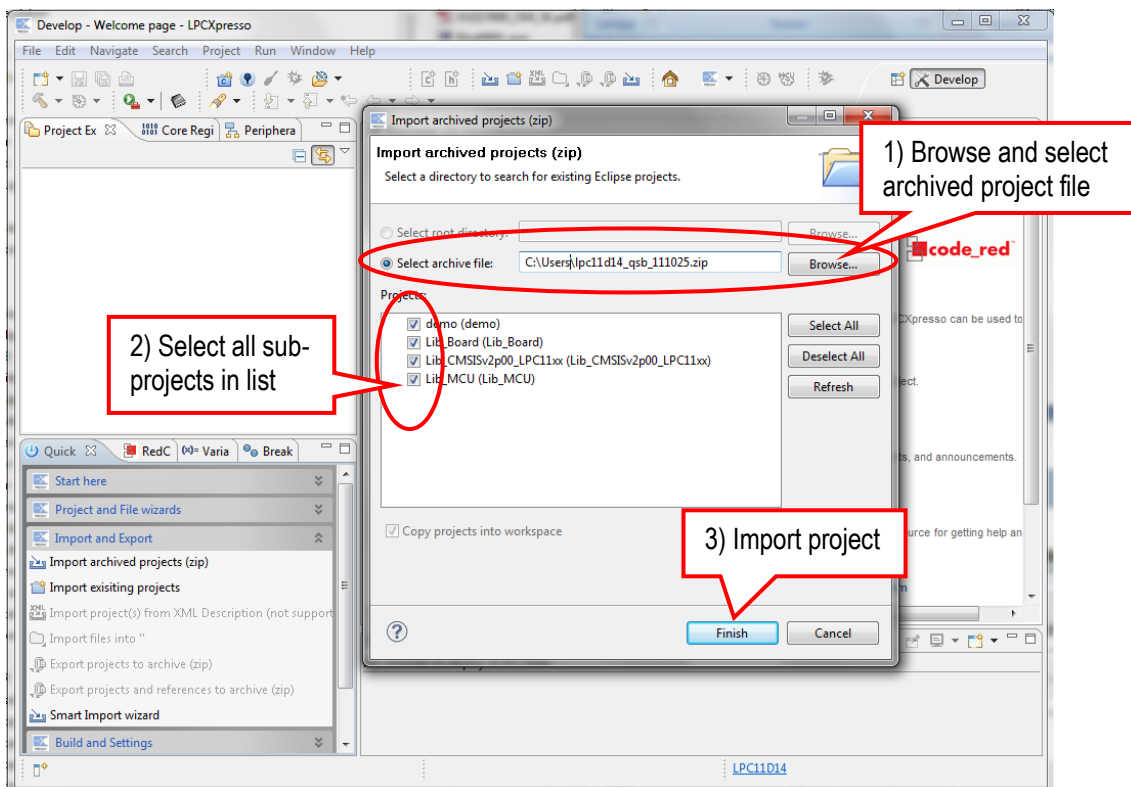 Develop - Welcome page - LPCXpresso
File Edit Navigate Search Project Run Window Help
Develop
Project Ex
Core Regi
Periphera
Import archived projects (zip)
Import archived projects (zip)
Select a directory to search for existing Eclipse projects.
1) Browse and select
archived project file
Select root directory:
Browse...
Select archive file:
C:\Users\lpc11d14_qsb_111025.zip
Browse...
code_red
Projects:
demo (demo)
Lib_Board (Lib_Board)
Lib_CMSISv2p00_LPC11xx (Lib_CMSISv2p00_LPC11xx)
Lib_MCU (Lib_MCU)
Select All
Deselect All
Refresh
CXpresso can be used to
ject.
ts, and announcements.
urce for getting help an
2) Select all sub-
projects in list
Copy projects into workspace
3) Import project
Finish
Cancel
Quick
RedC
(x)= Varia
Break
Start here
Project and File wizards
Import and Export
Import archived projects (zip)
Import exisiting projects
Import project(s) from XML Description (not support
Import files into ''
Export projects to archive (zip)
Export projects and references to archive (zip)
Smart Import wizard
Build and Settings
LPC11D14